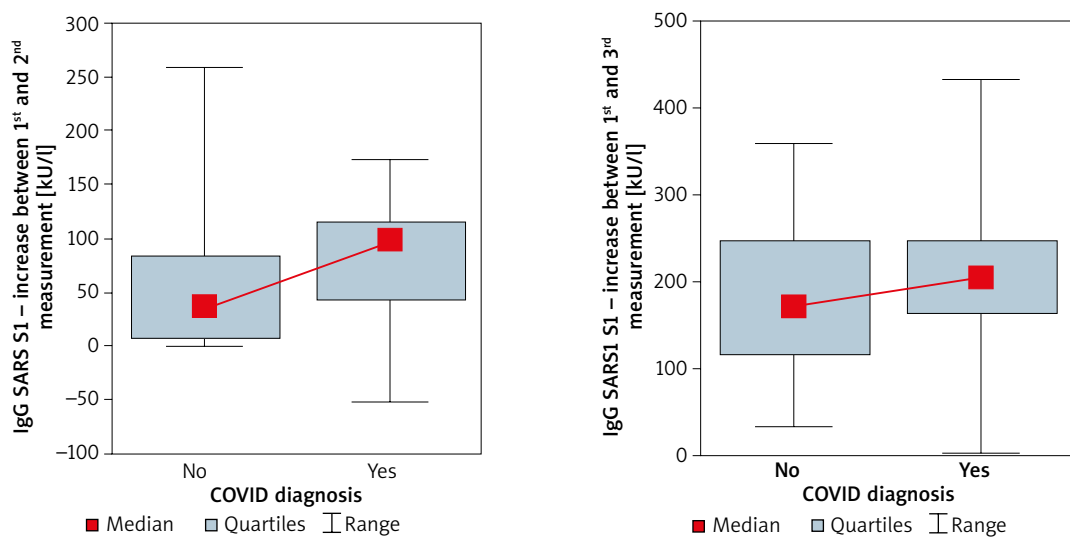 IgG SARS S1 – increase between 1st and 2nd
measurement [kU/l]
300
250
200
150
100
50
0
–50
–100
No Yes
COVID diagnosis
Median Quartiles Range
IgG SARS1 S1 – increase between 1st and 3rd
measurement [kU/l]
500
400
300
200
100
0
No Yes
COVID diagnosis
Median Quartiles Range